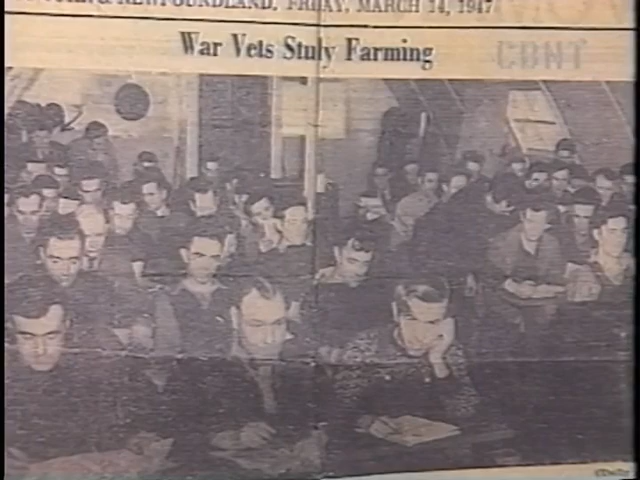 NEWFOUNDLAND, FRIDAY, MARCH 14, 1947
War Vets Study Farming
CBNT